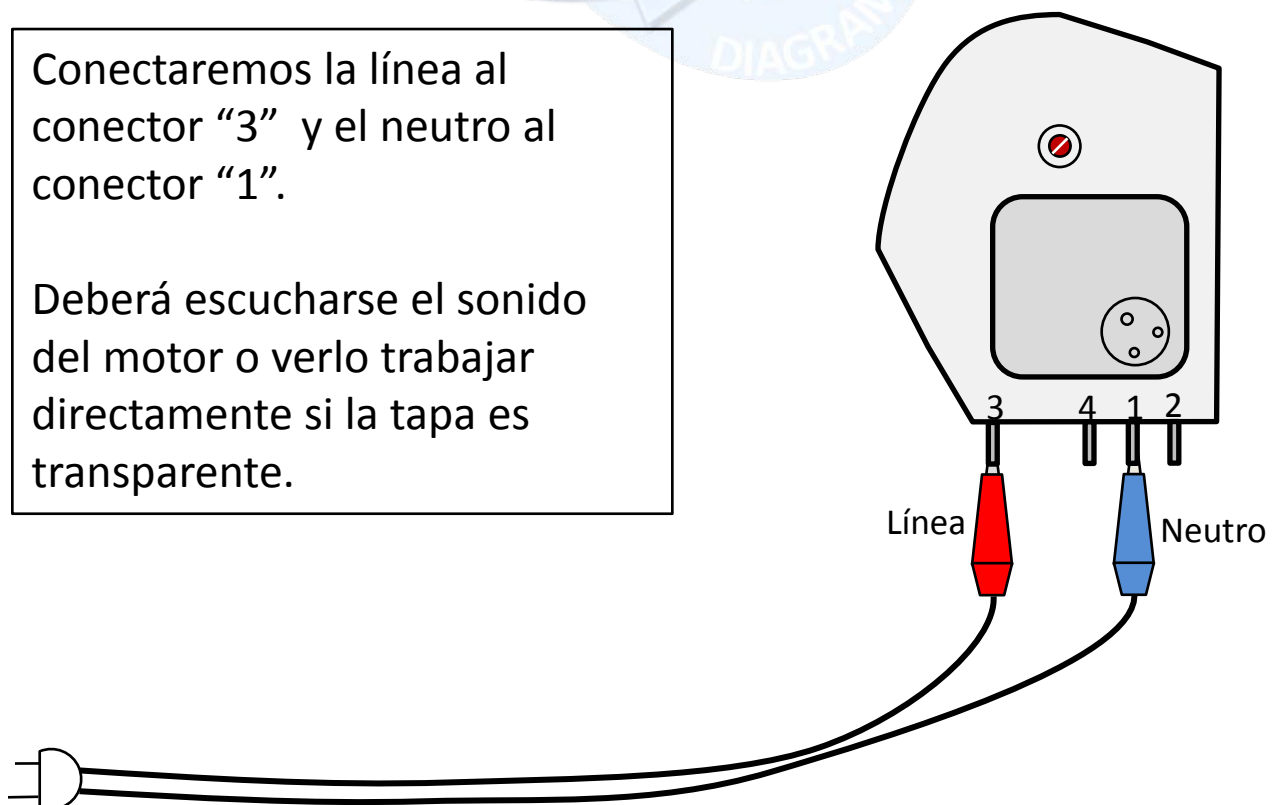 Conectaremos la línea al
conector “3”  y el neutro al
conector “1”.
Deberá escucharse el sonido
del motor o verlo trabajar
directamente si la tapa es
transparente.
3 4 1 2
Línea
Neutro